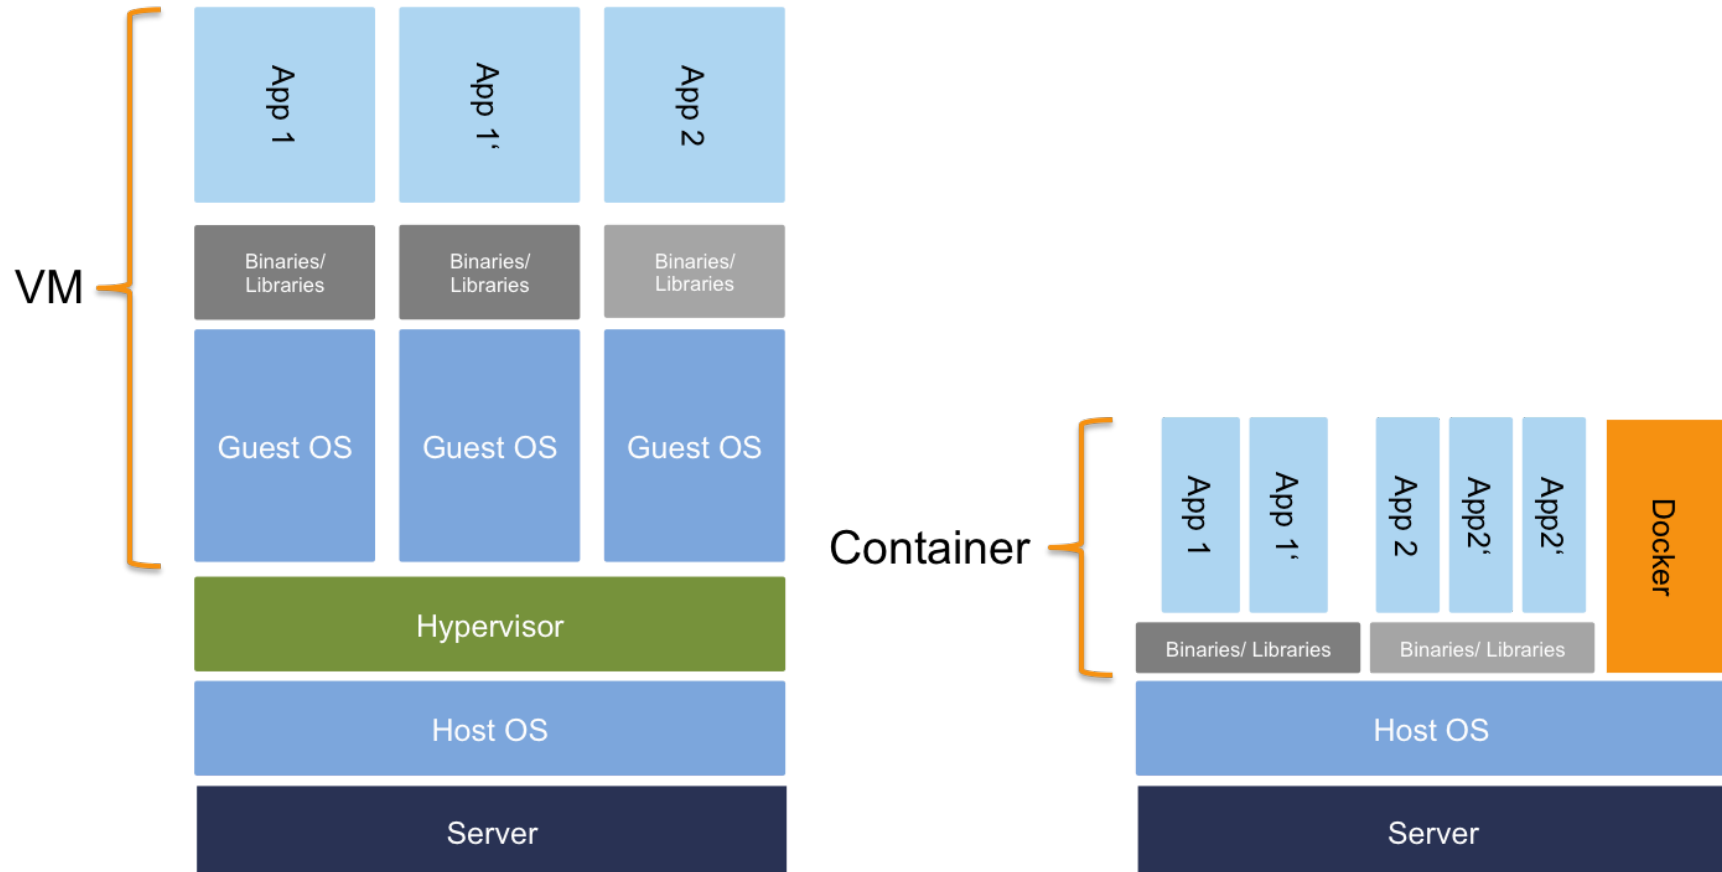 App 1
App 1‘
App 2
Binaries/
Libraries
Binaries/
Libraries
Binaries/
Libraries
VM
Guest OS
Guest OS
Guest OS
Hypervisor
Host OS
Server
Container
App 1
App 1‘
App 2
App2‘
App2‘
Docker
Binaries/ Libraries
Binaries/ Libraries
Host OS
Server